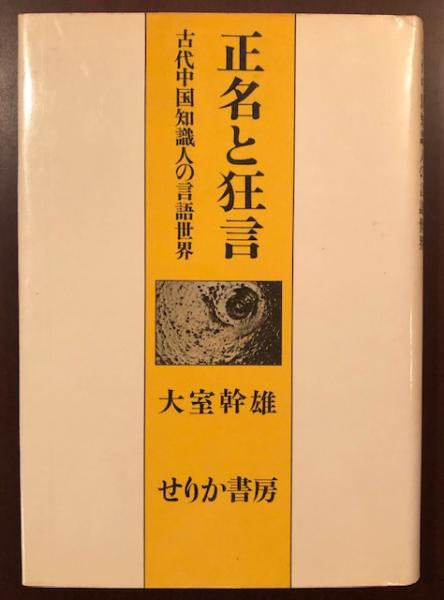 正名と狂言
古代中国知識人の言語世界
大室幹雄
せりか書房